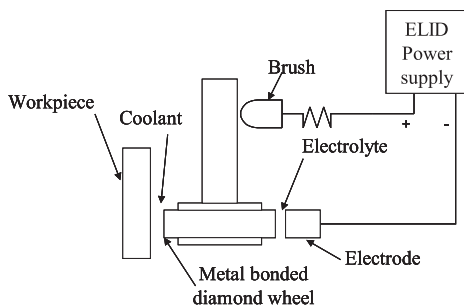 ELID
Power
supply
Brush
Workpiece
Coolant
+ -
Electrolyte
Electrode
Metal bonded
diamond wheel